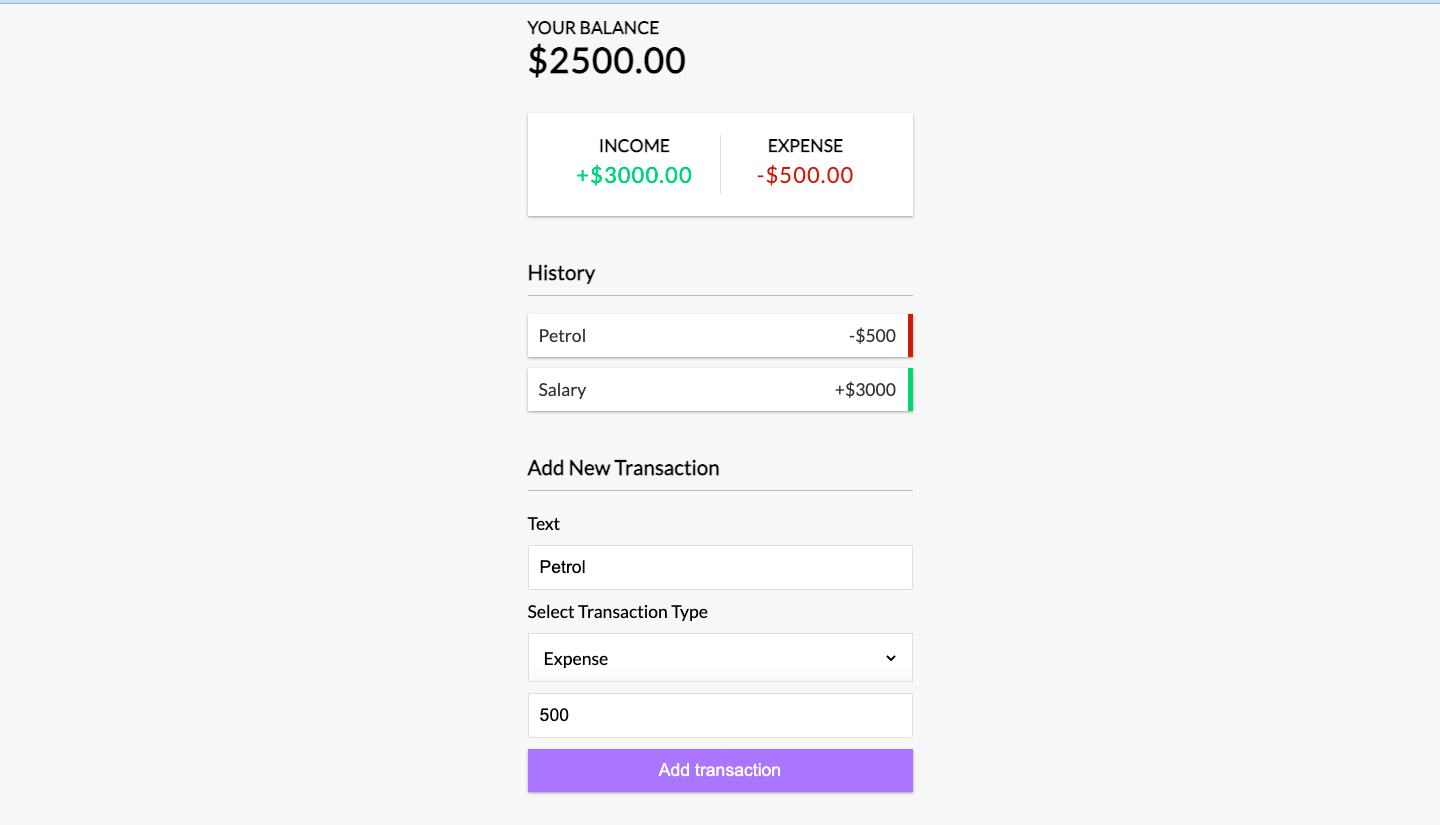 YOUR BALANCE
$2500.00
INCOME EXPENSE
+$3000.00 -$500.00
History
Petrol -$500
Salary +$3000
Add New Transaction
Text
Petrol
Select Transaction Type
Expense
500
Add transaction